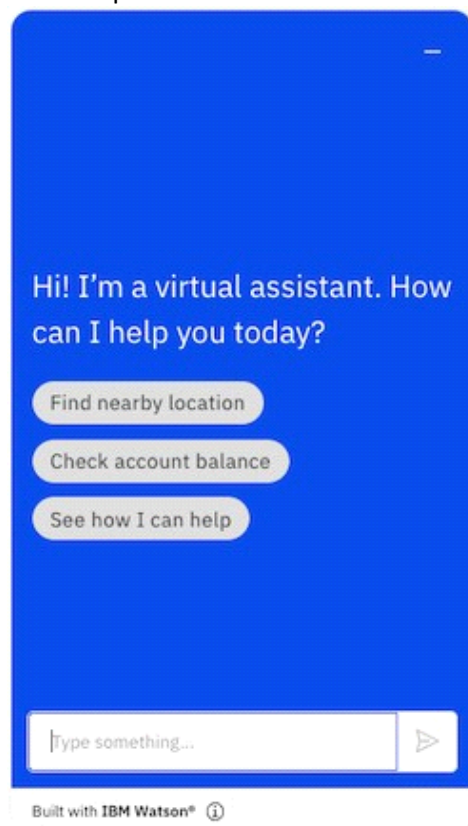 Hi! I’m a virtual assistant. How
can I help you today?
Find nearby location
Check account balance
See how I can help
Type something...
Built with IBM Watson®